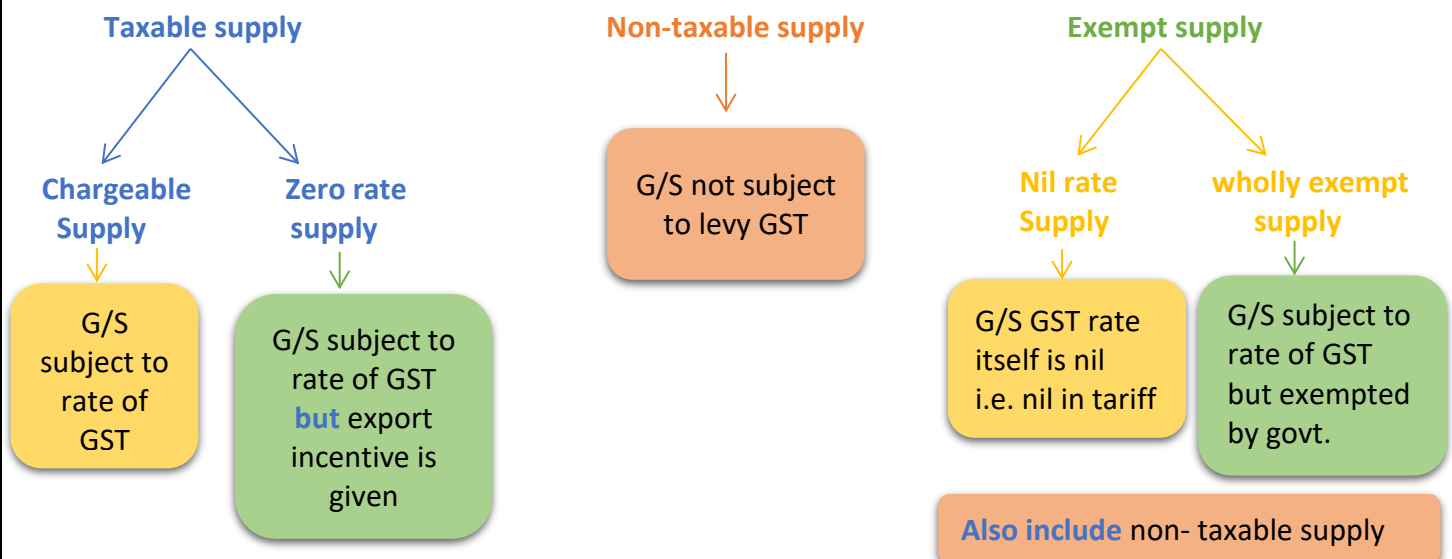 Taxable supply
Non-taxable supply
Exempt supply
Chargeable
Supply
Zero rate
supply
Nil rate
Supply
wholly exempt
supply
G/S
subject to
rate of
GST
G/S subject to
rate of GST
but export
incentive is
given
G/S not subject
to levy GST
G/S GST rate
itself is nil
i.e. nil in tariff
G/S subject to
rate of GST
but exempted
by govt.
Also include non- taxable supply